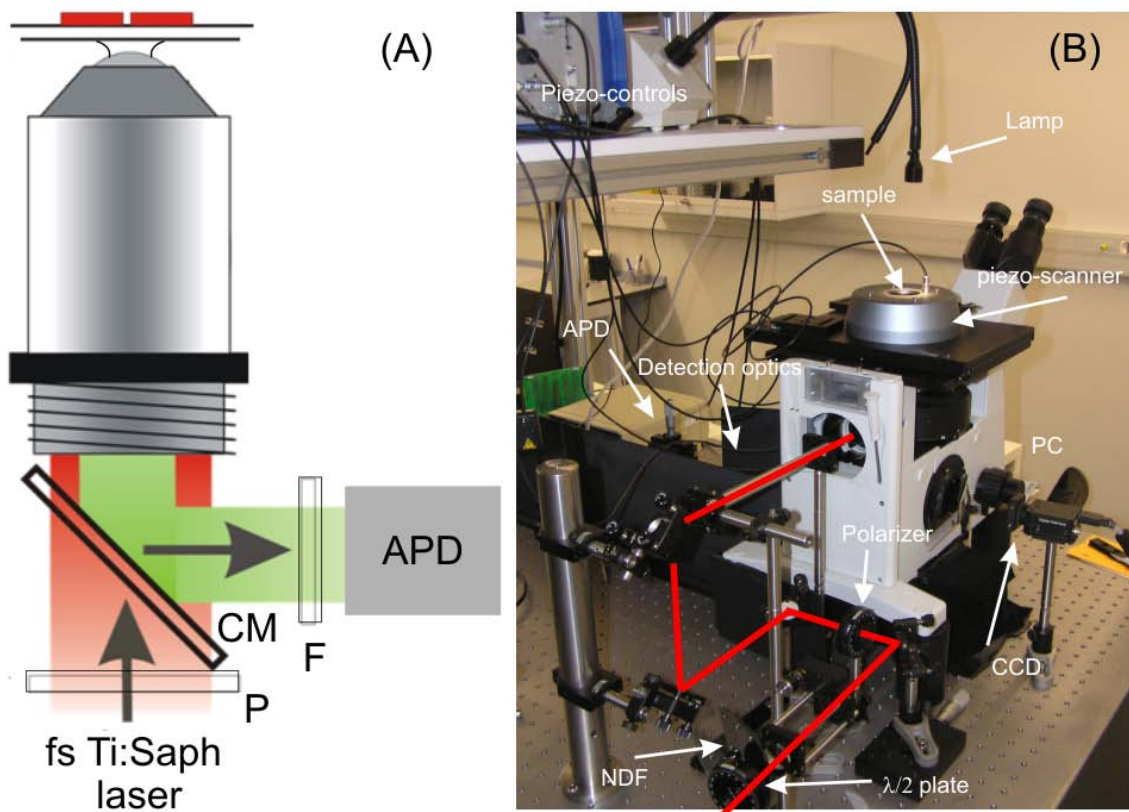 (A)
CM
F
APD
P
fs Ti:Saph
laser
(B)
Piezo-controls
Lamp
sample
piezo-scanner
APD
Detection optics
PC
Polarizer
CCD
NDF
λ/2 plate